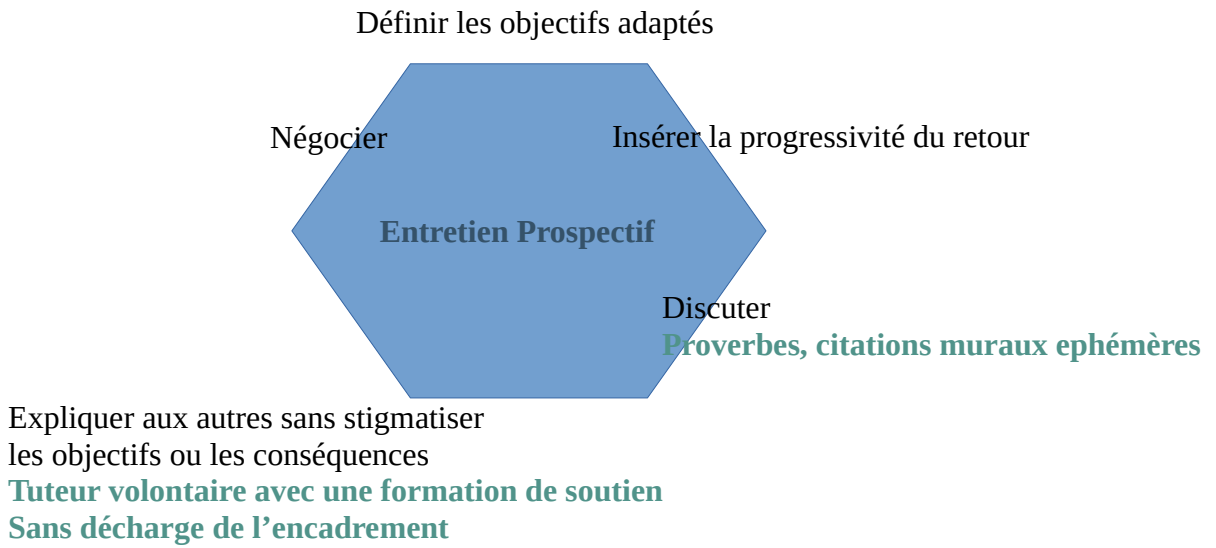 Définir les objectifs adaptés
Négocier
Insérer la progressivité du retour
Entretien Prospectif
Discuter
Proverbes, citations muraux ephémères
Expliquer aux autres sans stigmatiser
les objectifs ou les conséquences
Tuteur volontaire avec une formation de soutien
Sans décharge de l’encadrement